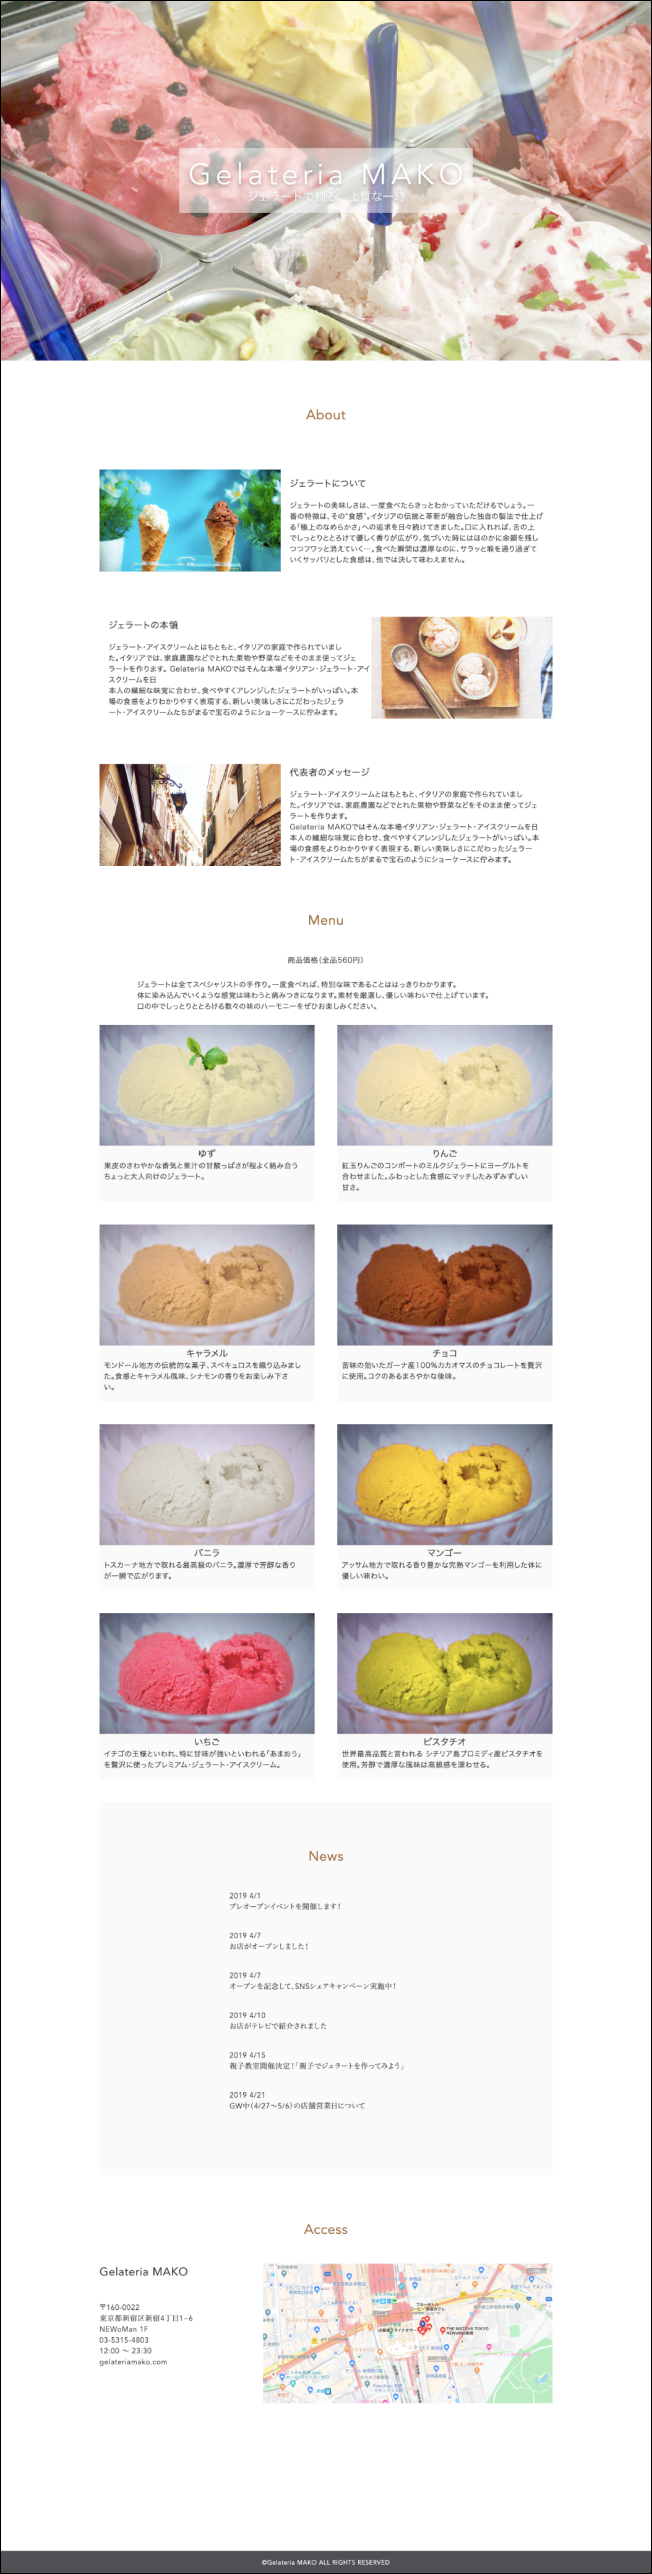 Gelateria MAKO
ジェラートで飾る、上質な一時
About
ジェラートについて
ジェラートの美味しさは、一度食べたらきっとわかっていただけるでしょう。一
番の特徴は、その“食感”。イタリアの伝統と革新が融合した独自の製法で仕上げ
る「極上のなめらかさ」への追求を日々続けてきました。口に入れれば、舌の上
でしっとりととろけて優しく香りが広がり、気づいた時にはほのかに余韻を残し
つつフワッと消えていく…。食べた瞬間は濃厚なのに、サラッと喉を通り過ぎて
いくサッパリとした食感は、他では決して味わえません。
ジェラートの本領
ジェラート・アイスクリームとはもともと、イタリアの家庭で作られていまし
た。イタリアでは、家庭農園などでとれた果物や野菜などをそのまま使ってジェ
ラートを作ります。 Gelateria MAKOではそんな本場イタリアン・ジェラート・アイ
スクリームを日
本人の繊細な味覚に合わせ、食べやすくアレンジしたジェラートがいっぱい。本
場の食感をよりわかりやすく表現する、新しい美味しさにこだわったジェラ
ート・アイスクリームたちがまるで宝石のようにショーケースに佇みます。
代表者のメッセージ
ジェラート・アイスクリームとはもともと、イタリアの家庭で作られていまし
た。イタリアでは、家庭農園などでとれた果物や野菜などをそのまま使ってジェ
ラートを作ります。
Gelateria MAKOではそんな本場イタリアン・ジェラート・アイスクリームを日
本人の繊細な味覚に合わせ、食べやすくアレンジしたジェラートがいっぱい。本
場の食感をよりわかりやすく表現する、新しい美味しさにこだわったジェラー
ト・アイスクリームたちがまるで宝石のようにショーケースに佇みます。
Menu
商品価格（全品560円）
ジェラートは全てスペシャリストの手作り。一度食べれば、特別な味であることははっきりわかります。
体に染み込んでいくような感覚は味わうと病みつきになります。素材を厳選し、優しい味わいで仕上げています。
口の中でしっとりととろける数々の味のハーモニーをぜひお楽しみください。
ゆず
果皮のさわやかな香気と果汁の甘酸っぱさが程よく絡み合う
ちょっと大人向けのジェラート。
りんご
紅玉りんごのコンポートのミルクジェラートにヨーグルトを
合わせました。ふわっとした食感にマッチしたみずみずしい
甘さ。
キャラメル
モンドール地方の伝統的な菓子、スペキュロスを織り込みまし
た。食感とキャラメル風味、シナモンの香りをお楽しみ下さ
い。
チョコ
苦味の効いたガーナ産100%カカオマスのチョコレートを贅沢
に使用。コクのあるまろやかな後味。
バニラ
トスカーナ地方で取れる最高級のバニラ。濃厚で芳醇な香り
が一瞬で広がります。
マンゴー
アッサム地方で取れる香り豊かな完熟マンゴーを利用した体に
優しい味わい。
いちご
イチゴの王様といわれ、特に甘味が強いといわれる「あまおう」
を贅沢に使ったプレミアム・ジェラート・アイスクリーム。
ピスタチオ
世界最高品質と言われる シチリア島ブロミディ産ピスタチオを
使用。芳醇で濃厚な風味は高級感を漂わせる。
News
2019 4/1
プレオープンイベントを開催します！
2019 4/7
お店がオープンしました！
2019 4/7
オープンを記念して、SNSシェアキャンペーン実施中！
2019 4/10
お店がテレビで紹介されました
2019 4/15
親子教室開催決定！「親子でジェラートを作ってみよう」
2019 4/21
GW中（4/27～5/6）の店舗営業日について
Access
Gelateria MAKO
〒160-0022
東京都新宿区新宿4丁目1−6
NEWoMan 1F
03-5315-4803
12:00 ～ 23:30
gelateriamako.com
THE MATCHA TOKYO
©Gelateria MAKO ALL RIGHTS RESERVED